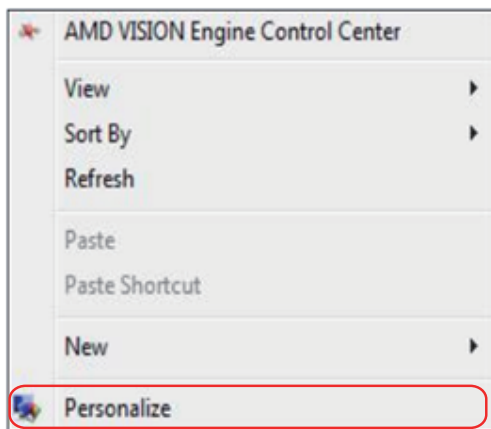 AMD VISION Engine Control Center
View
Sort By
Refresh
Paste
Paste Shortcut
New
Personalize